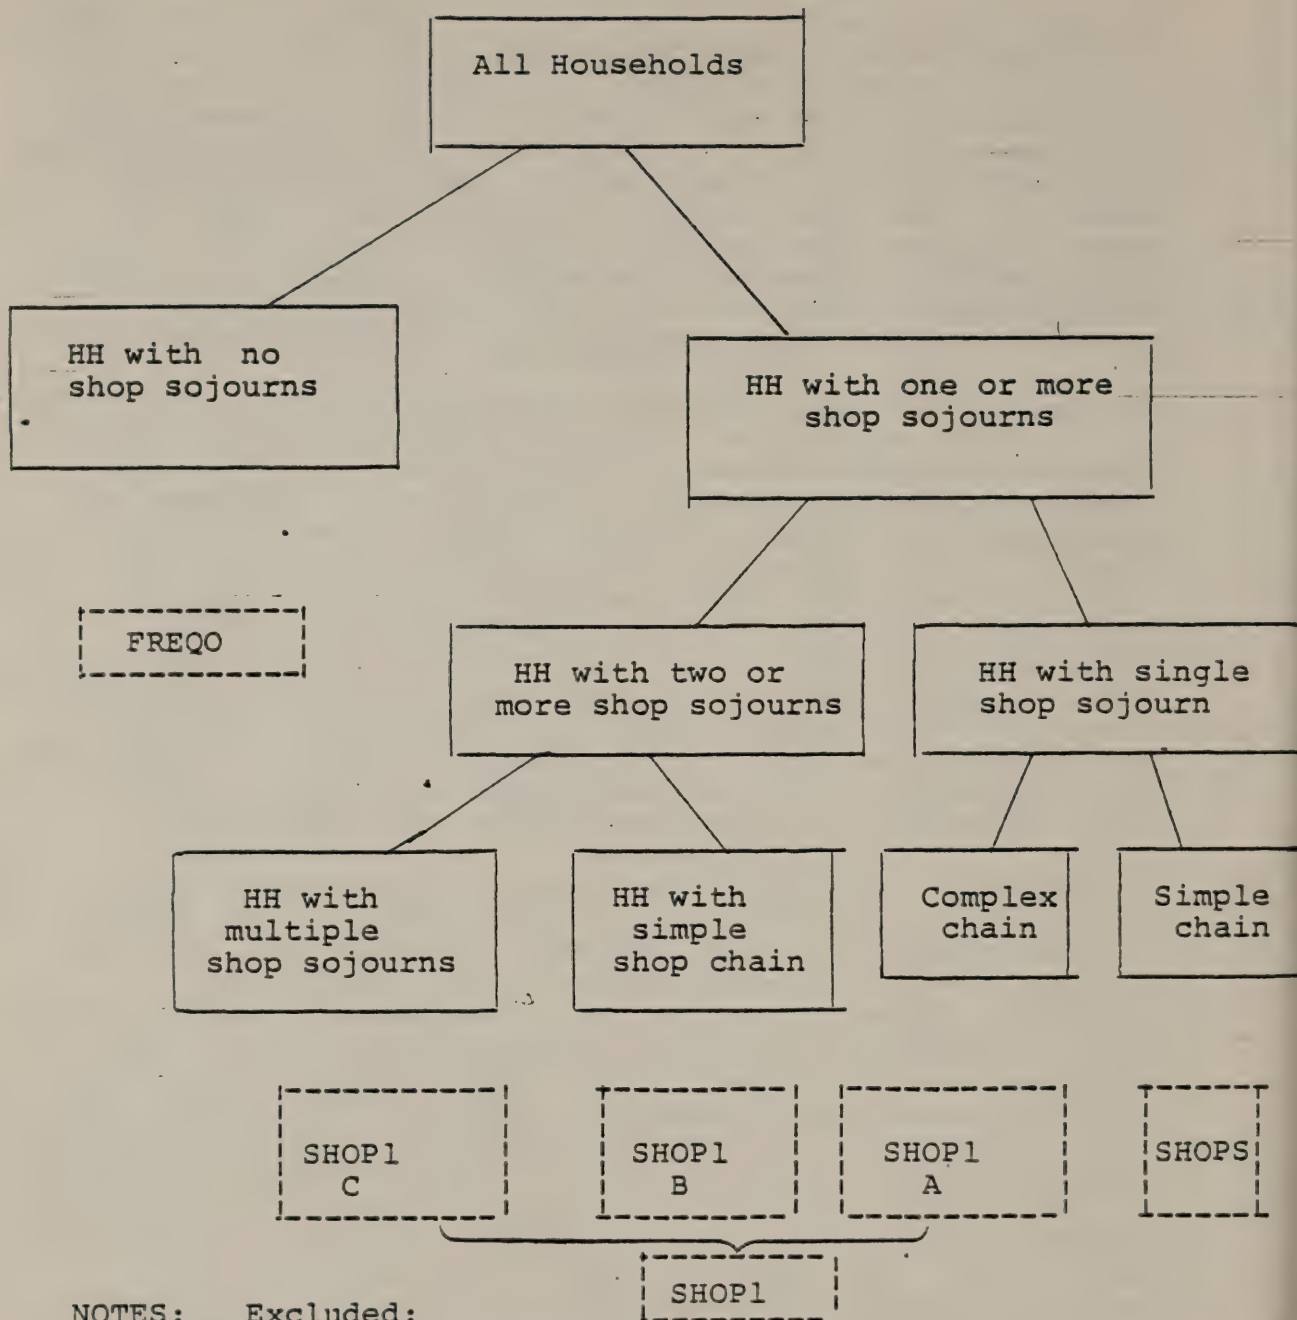 All Households
HH with no
shop sojourns
HH with one or more
shop sojourns
FREQO
HH with two or
more shop sojourns
HH with single
shop sojourn
HH with
multiple
shop sojourns
HH with
simple
shop chain
Complex
chain
Simple
chain
SHOP1
C
SHOP1
B
SHOP1
A
SHOPS
SHOP1
NOTES: Excluded: